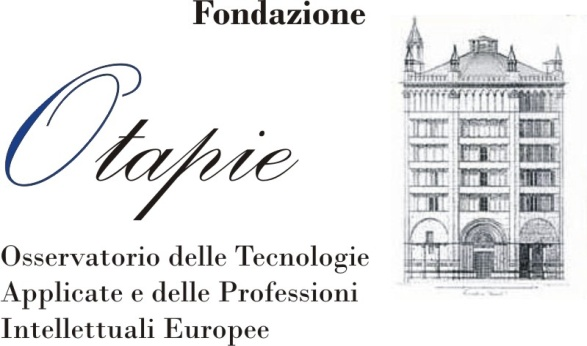 Fondazione
Otapie
Osservatorio delle Tecnologie
Applicate e delle Professioni
Intellettuali Europee